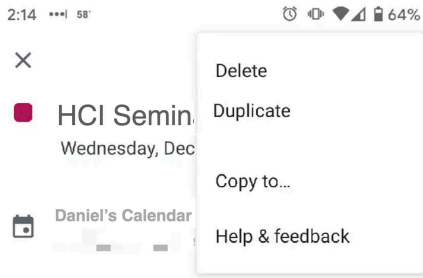 2:14 58° 64%
Delete
HCI Semin
Duplicate
Wednesday, Dec
Copy to...
Daniel's Calendar
Help & feedback